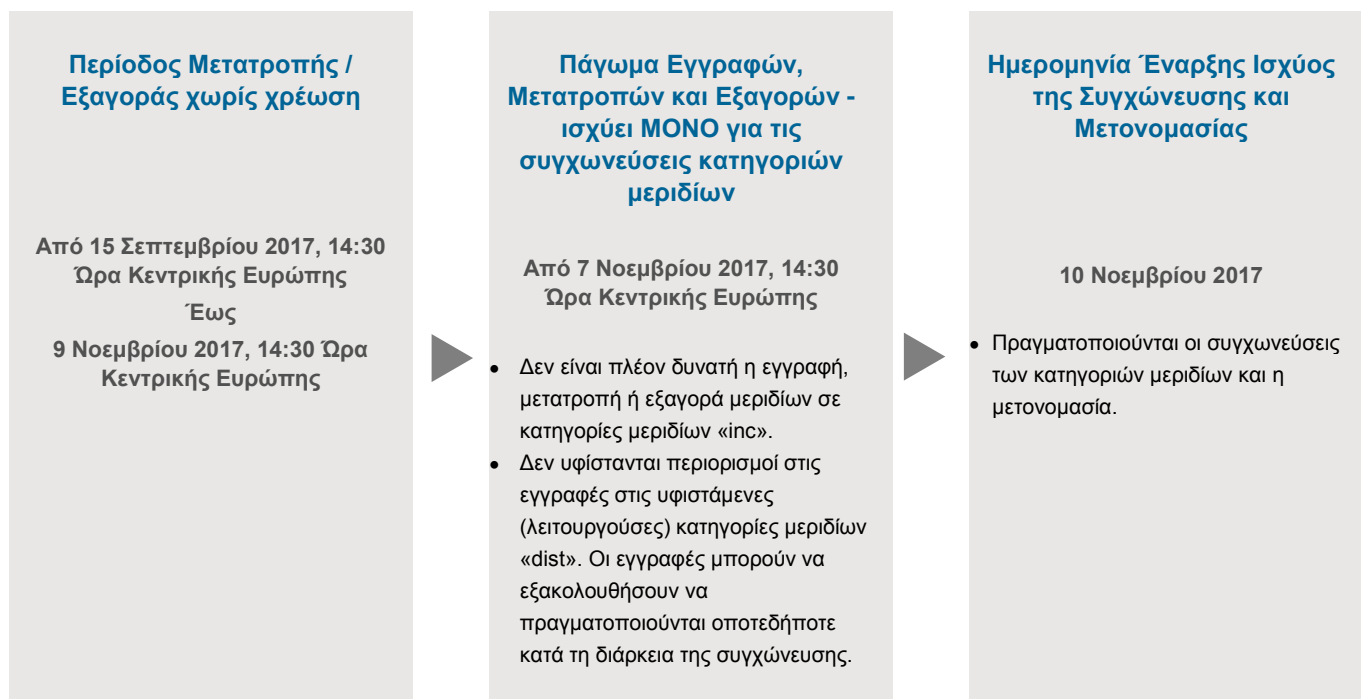 Περίοδος Μετατροπής /
Εξαγοράς χωρίς χρέωση
Από 15 Σεπτεμβρίου 2017, 14:30
Ώρα Κεντρικής Ευρώπης
Έως
9 Νοεμβρίου 2017, 14:30 Ώρα
Κεντρικής Ευρώπης
Πάγωμα Εγγραφών,
Μετατροπών και Εξαγορών -
ισχύει ΜΟΝΟ για τις
συγχωνεύσεις κατηγοριών
μεριδίων
Από 7 Νοεμβρίου 2017, 14:30
Ώρα Κεντρικής Ευρώπης
● Δεν είναι πλέον δυνατή η εγγραφή,
μετατροπή ή εξαγορά μεριδίων σε
κατηγορίες μεριδίων «inc».
● Δεν υφίστανται περιορισμοί στις
εγγραφές στις υφιστάμενες
(λειτουργούσες) κατηγορίες μεριδίων
«dist». Οι εγγραφές μπορούν να
εξακολουθήσουν να
πραγματοποιούνται οποτεδήποτε
κατά τη διάρκεια της συγχώνευσης.
Ημερομηνία Έναρξης Ισχύος
της Συγχώνευσης και
Μετονομασίας
10 Νοεμβρίου 2017
● Πραγματοποιούνται οι συγχωνεύσεις
των κατηγοριών μεριδίων και η
μετονομασία.